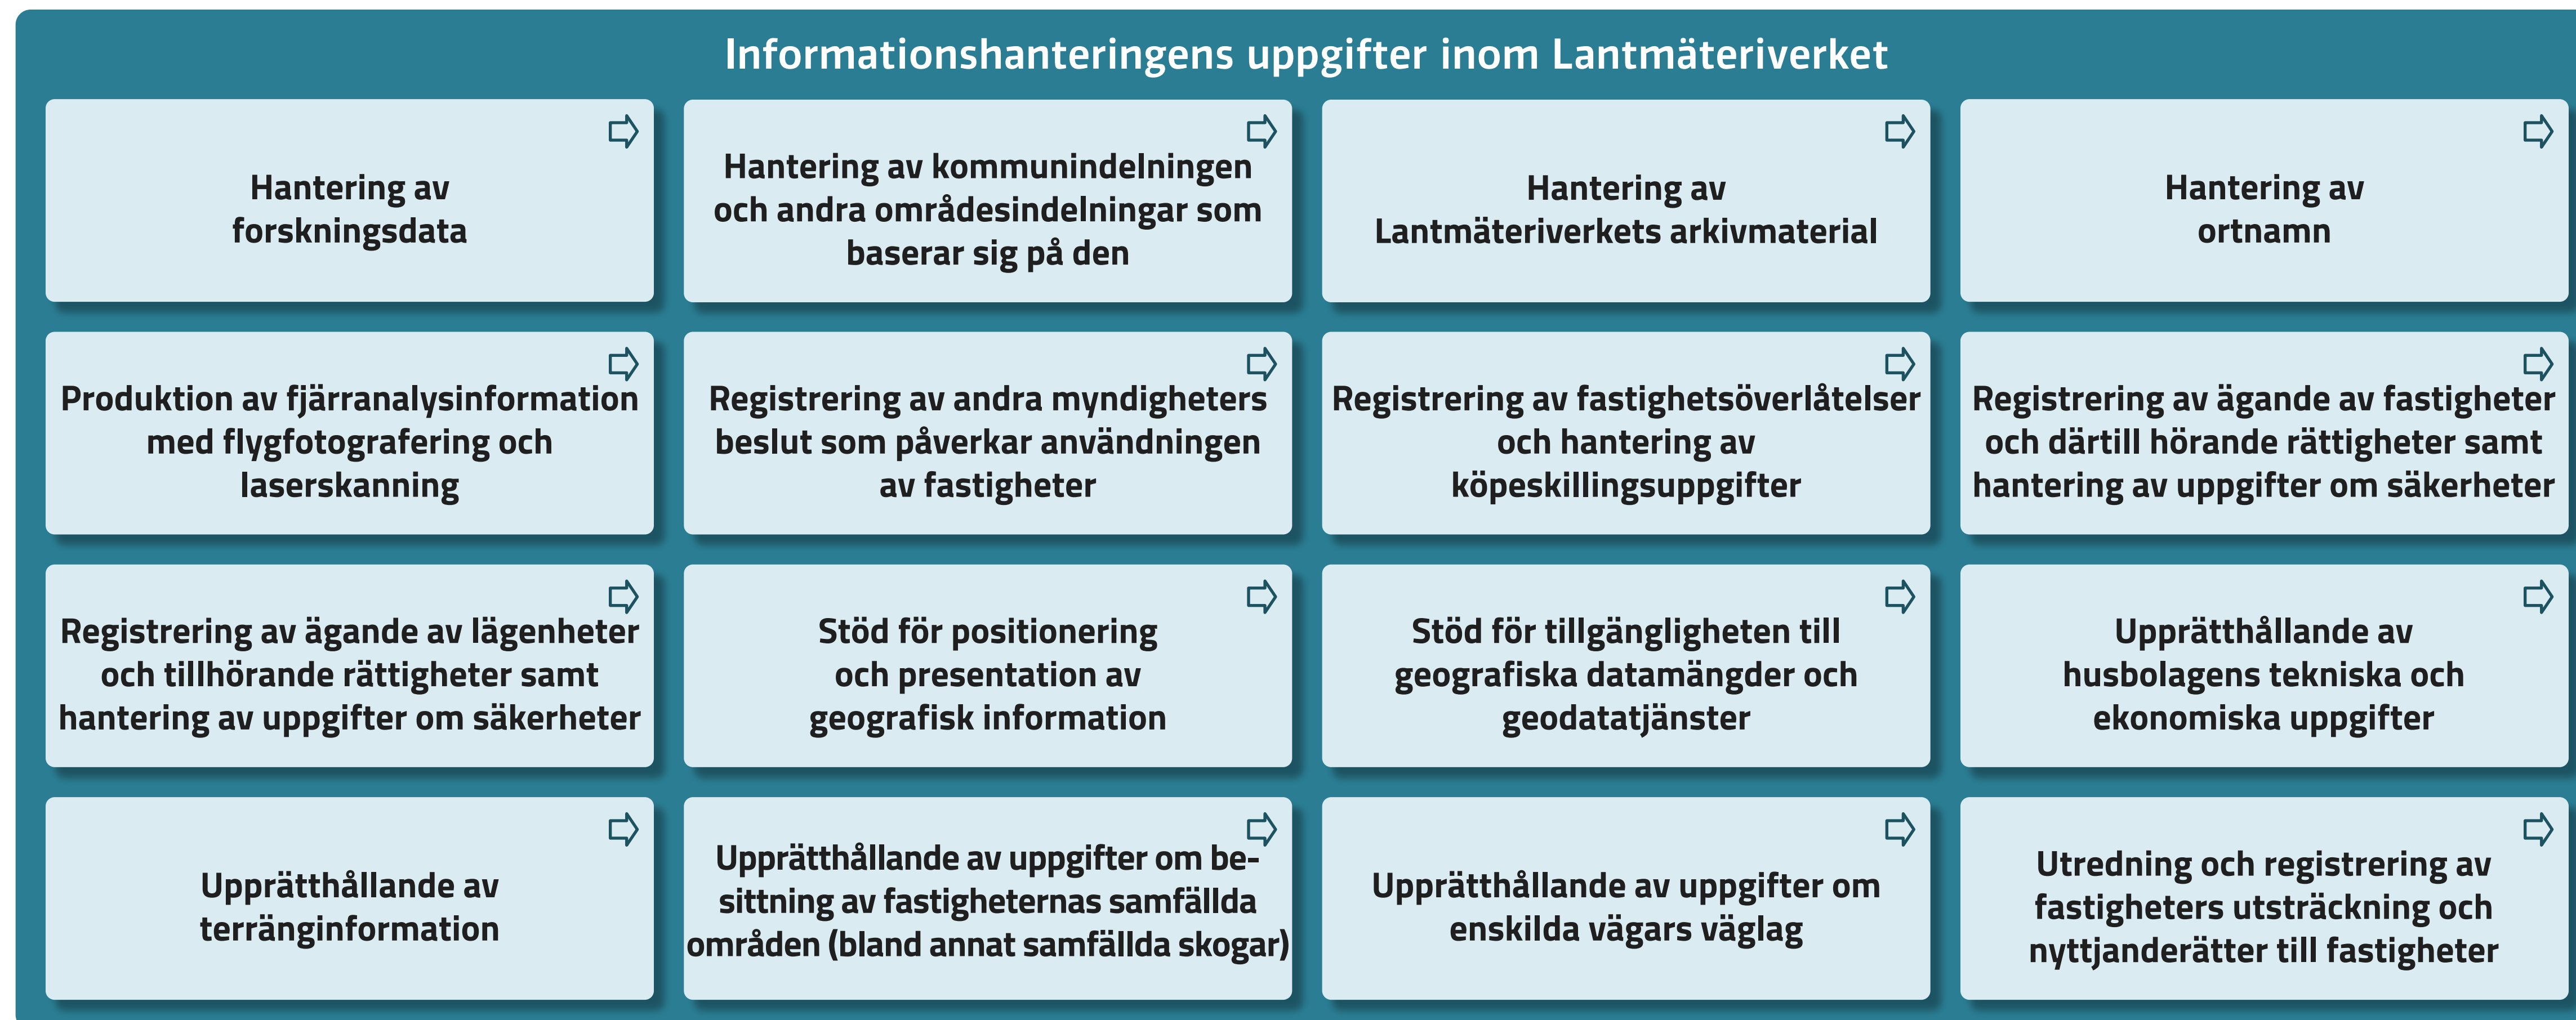 Informationshanteringens uppgifter inom Lantmäteriverket
Hantering av
forskningsdata
Hantering av kommunindelningen
och andra områdesindelningar som
baserar sig på den
Hantering av
Lantmäteriverkets arkivmaterial
Hantering av
ortnamn
Produktion av fjärranalysinformation
med flygfotografering och
laserskanning
Registrering av andra myndigheters
beslut som påverkar användningen
av fastigheter
Registrering av fastighetsöverlåtelser
och hantering av
köpeskillingsuppgifter
Registrering av ägande av fastigheter
och därtill hörande rättigheter samt
hantering av uppgifter om säkerheter
Registrering av ägande av lägenheter
och tillhörande rättigheter samt
hantering av uppgifter om säkerheter
Stöd för positionering
och presentation av
geografisk information
Stöd för tillgängligheten till
geografiska datamängder och
geodatatjänster
Upprätthållande av
husbolagens tekniska och
ekonomiska uppgifter
Upprätthållande av
terränginformation
Upprätthållande av uppgifter om be-
sittning av fastigheternas samfällda
områden (bland annat samfällda skogar)
Upprätthållande av uppgifter om
enskilda vägars väglag
Utredning och registrering av
fastigheters utsträckning och
nyttjanderätter till fastigheter